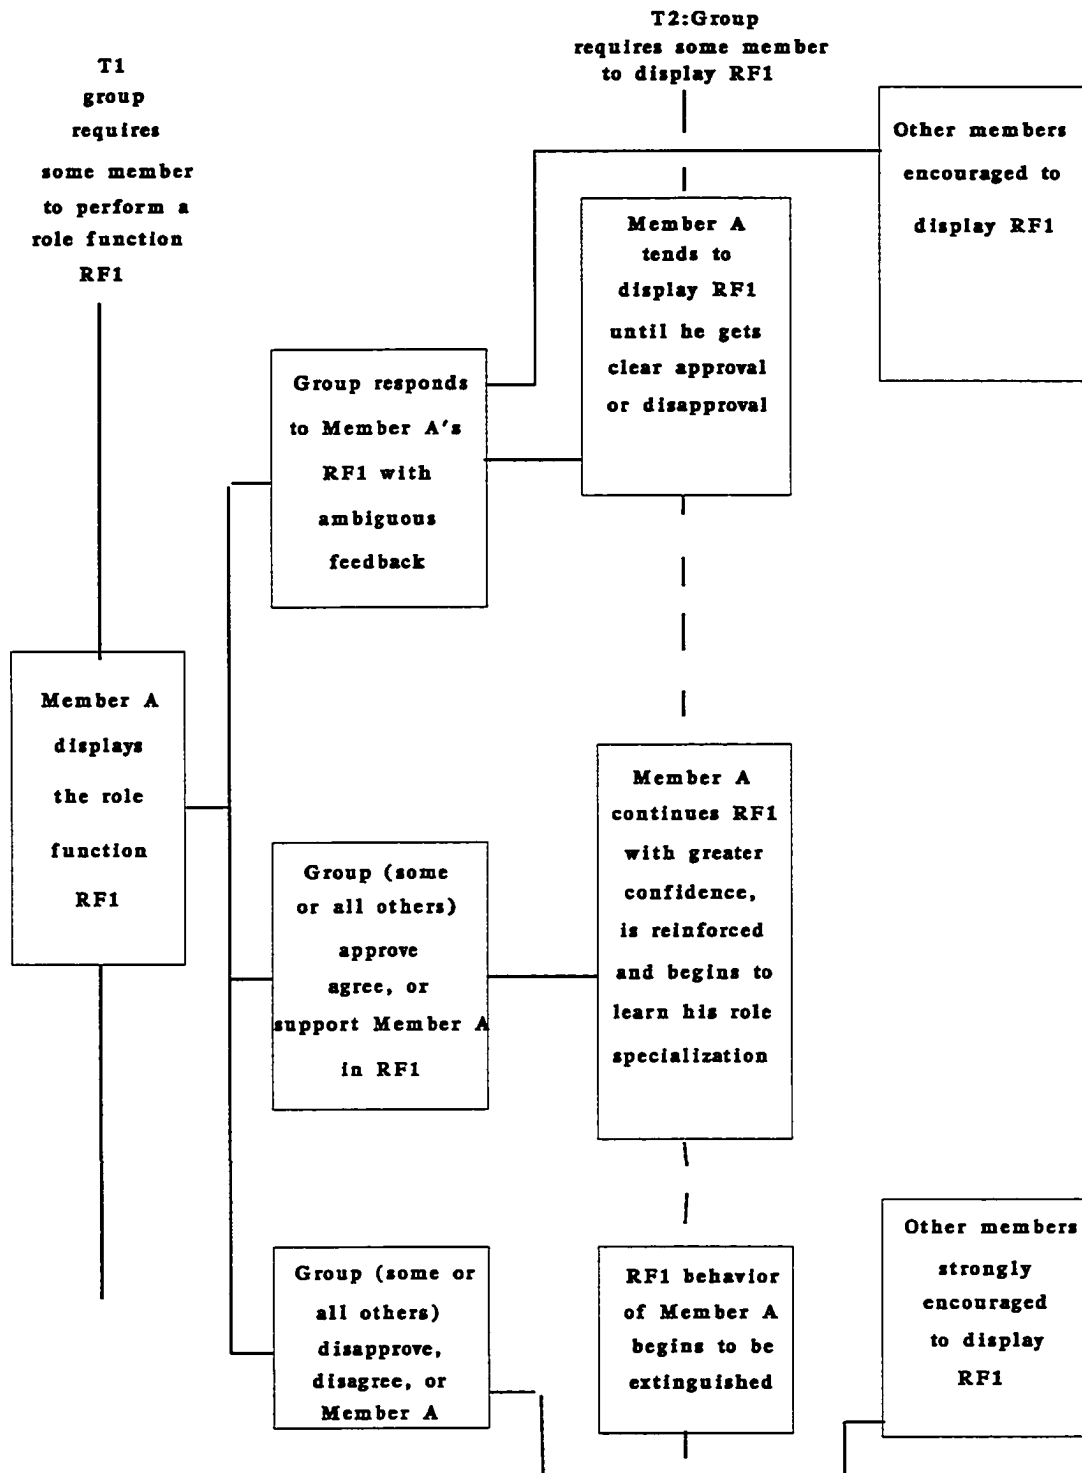 T1
group
requires
some member
to perform a
role function
RF1
T2:Group
requires some member
to display RF1
Other members
encouraged to
display RF1
Member A
tends to
display RF1
until he gets
clear approval
or disapproval
Group responds
to Member A's
RF1 with
ambiguous
feedback
Member A
displays
the role
function
RF1
Member A
continues RF1
with greater
confidence,
is reinforced
and begins to
learn his role
specialization
Group (some
or all others)
approve
agree, or
support Member A
in RF1
Group (some or
all others)
disapprove,
disagree, or
Member A
RF1 behavior
of Member A
begins to be
extinguished
Other members
strongly
encouraged
to display
RF1